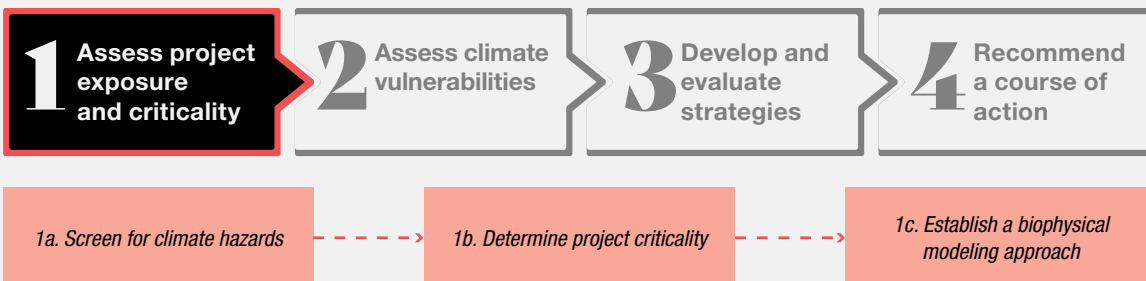 1 Assess project
exposure
and criticality
2 Assess climate
vulnerabilities
3 Develop and
evaluate
strategies
4 Recommend
a course of
action
1a. Screen for climate hazards
1b. Determine project criticality
1c. Establish a biophysical
modeling approach